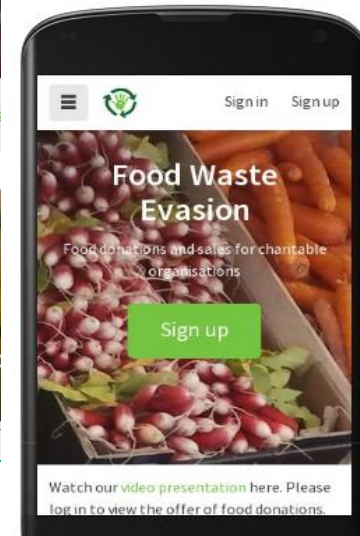 Sign in Sign up
Food Waste
Evasion
Food donations and sales for charitable
organisations
Sign up
Watch our video presentation here. Please
log in to view the offer of food donations.